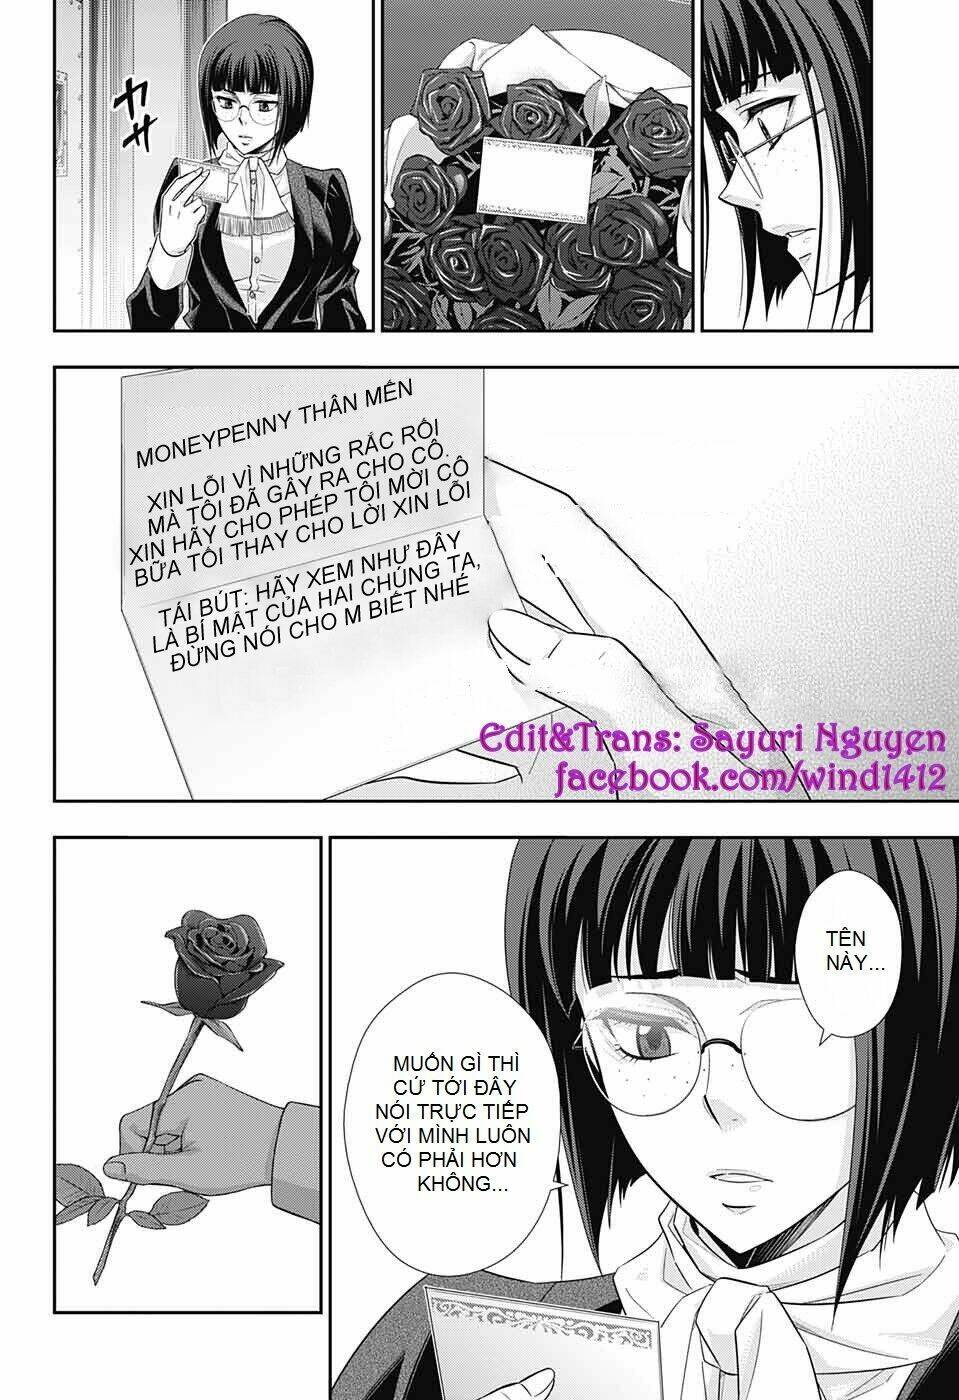 カサ
MONEYPENNY THÂN MẾN
XIN LỖI VÌ NHỮNG RẮC RỐI
MÀ TÔI ĐÃ GÂY RA CHO CÔ.
XIN HÃY CHO PHÉP TÔI MỜI CÔ
BỮA TỐI THAY CHO LỜI XIN LỖI
TÁI BÚT: HÃY XEM NHƯ ĐÂY
LÀ BÍ MẬT CỦA HAI CHÚNG TA,
ĐỪNG NÓI CHO M BIẾT NHÉ
Edit&Trans: Sayuri Nguyen
facebook.com/wind1412
TÊN
NÀY...
MUỐN GÌ THÌ
CỨ TỚI ĐÂY
NÓI TRỰC TIẾP
VỚI MÌNH LUÔN
CÓ PHẢI HƠN
KHÔNG...